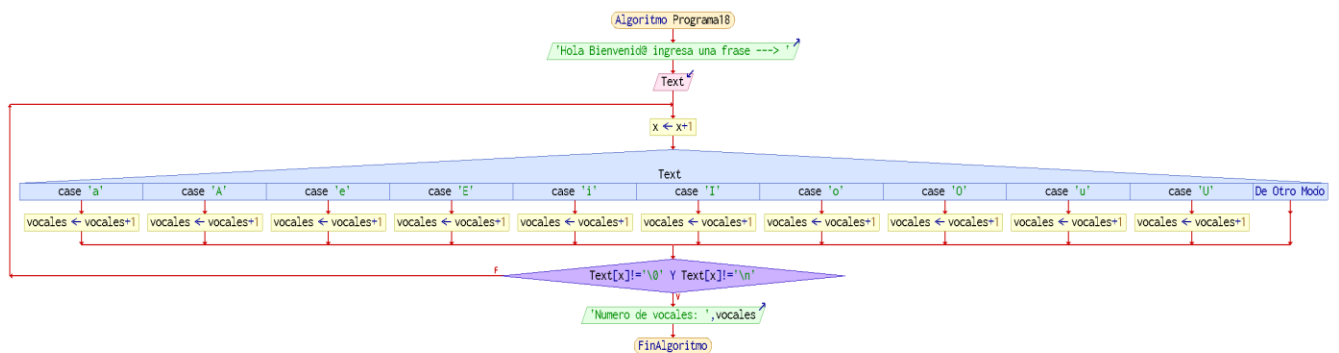 Algoritmo Programa18
'Hola Bienvenid@ ingresa una frase ---> '
Text
x ← x+1
Text
case 'a' case 'A' case 'e' case 'E' case 'i' case 'I' case 'o' case 'O' case 'u' case 'U' De Otro Modo
vocales ← vocales+1 vocales ← vocales+1 vocales ← vocales+1 vocales ← vocales+1 vocales ← vocales+1 vocales ← vocales+1 vocales ← vocales+1 vocales ← vocales+1 vocales ← vocales+1 vocales ← vocales+1
F
Text[x]!='\0' Y Text[x]!='\n'
V
'Numero de vocales: ',vocales
FinAlgoritmo